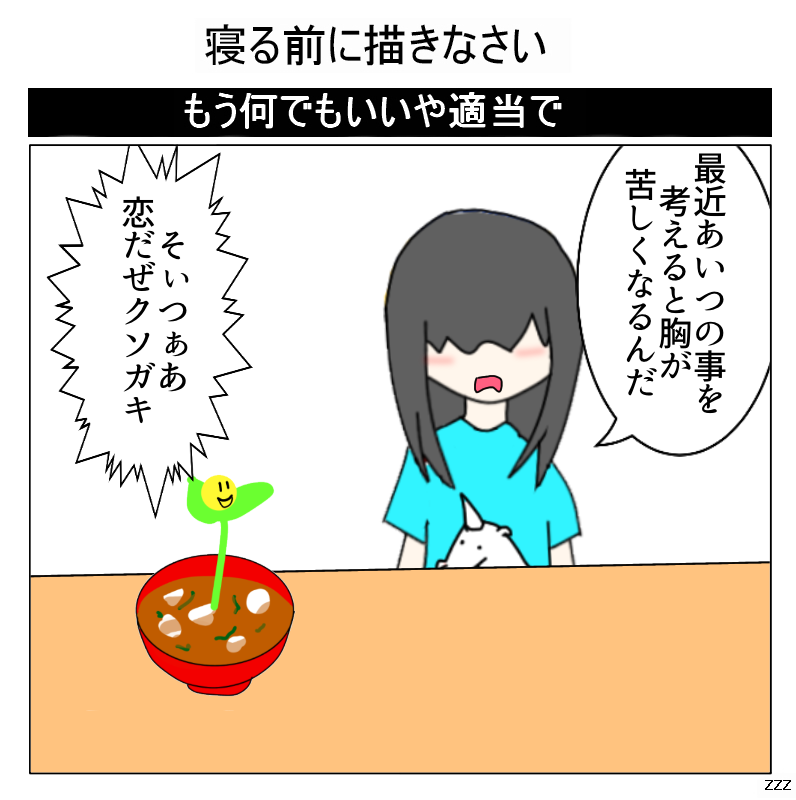 寝る前に描きなさい
もう何でもいいや適当で
最近あいつの事を
考えると胸が
苦しくなるんだ
そぃつぁあ
恋だぜクソガキ
zzz